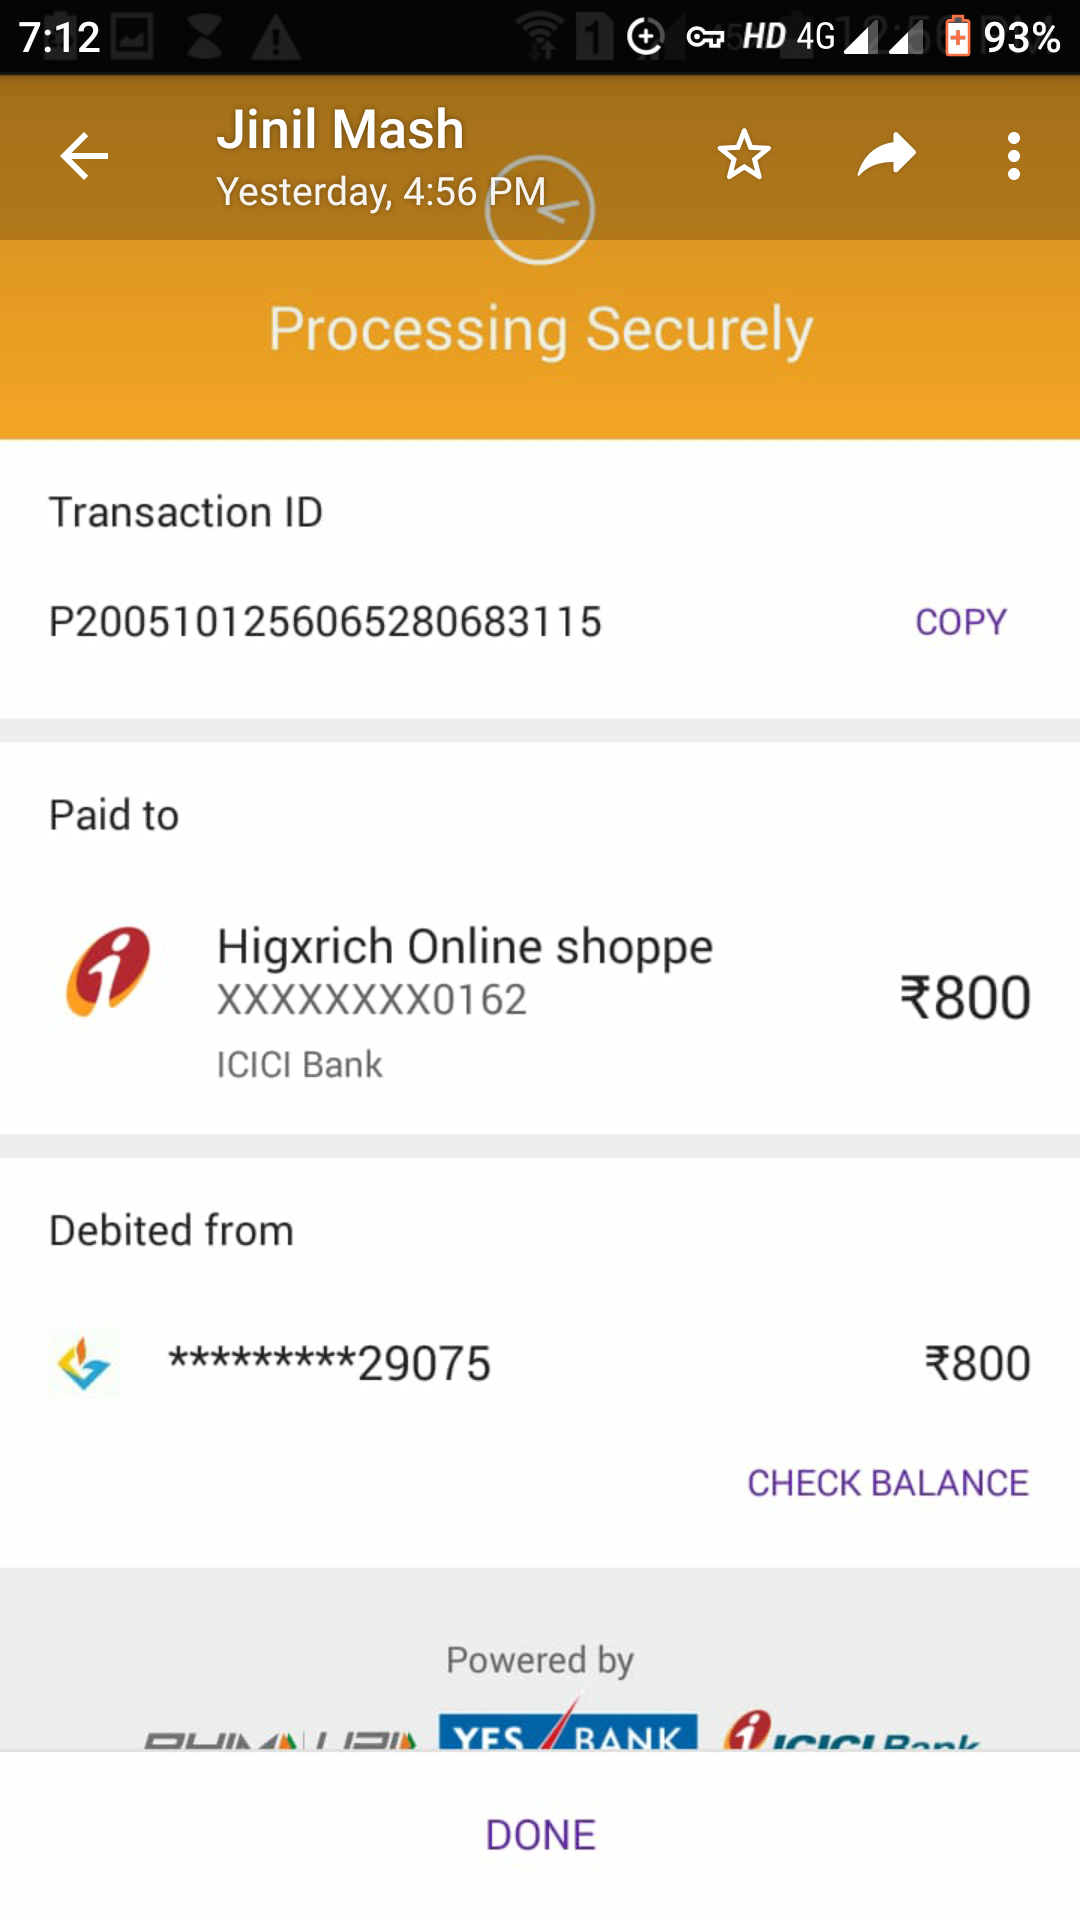 7:12 HD 4G 93%
Jinil Mash
Yesterday, 4:56 PM
Processing Securely
Transaction ID
P2005101256065280683115 COPY
Paid to
Higxrich Online shoppe
XXXXXXXX0162
₹800
ICICI Bank
Debited from
*********29075 ₹800
CHECK BALANCE
Powered by
YES BANK ICICI Bank
DONE